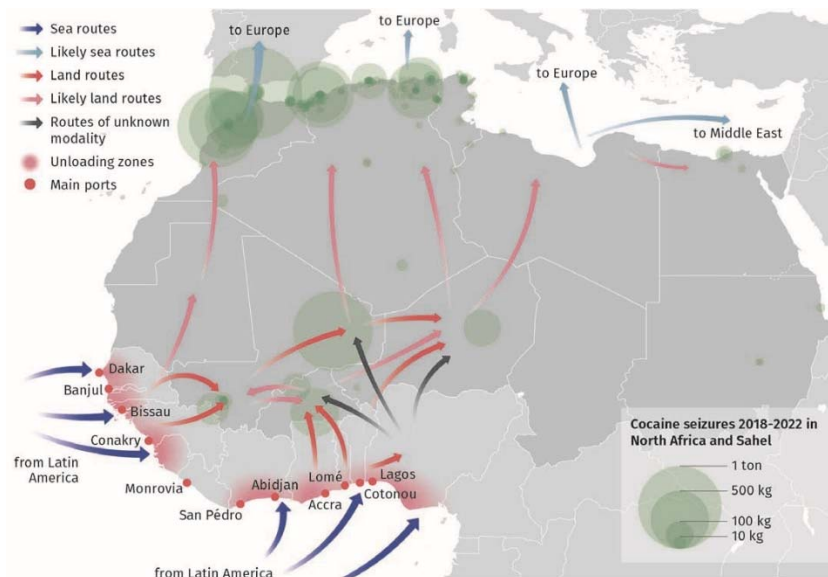 Sea routes
Likely sea routes
Land routes
Likely land routes
Routes of unknown
modality
Unloading zones
Main ports
to Europe
to Europe
to Europe
to Middle East
Dakar
Banjul
Bissau
Conakry
from Latin
America
Monrovia
San Pédro
Abidjan
Accra
Lomé
Lagos
Cotonou
from Latin America
Cocaine seizures 2018-2022 in
North Africa and Sahel
1 ton
500 kg
100 kg
10 kg